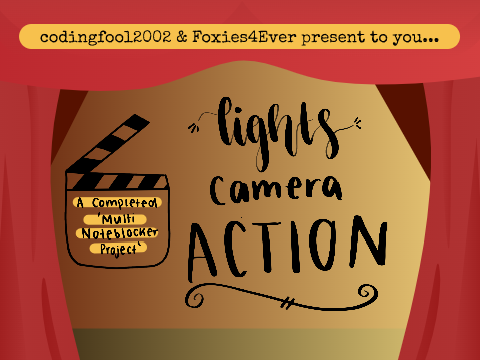 codingfool2002 & Foxies4Ever present to you...
lights
camera
ACTION
A Completed
'Multi
Noteblocker
Project'